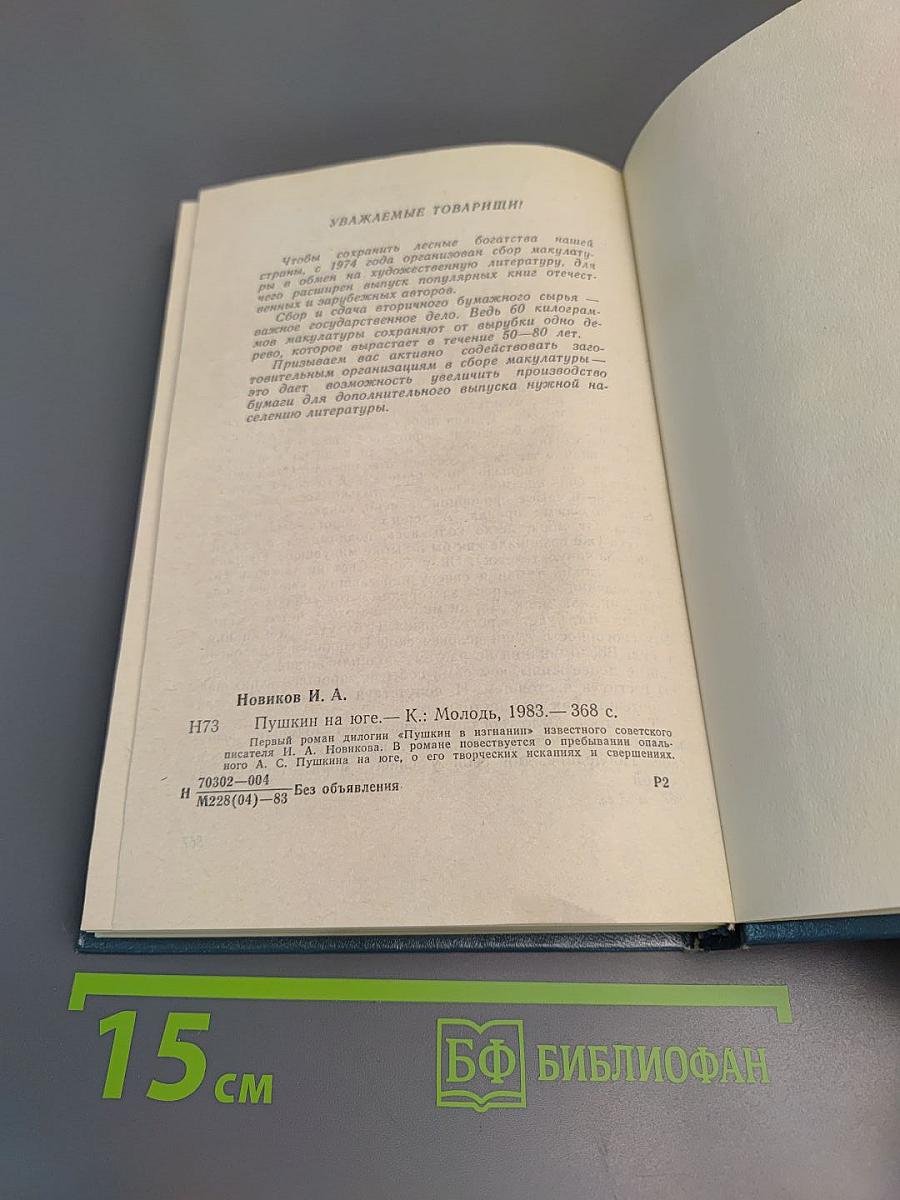 УВАЖАЕМЫЕ ТОВАРИЩИ!
Чтобы сохранить лесные богатства нашей
страны, с 1974 года организован сбор макулату-
ры в обмен на художественную литературу, для
чего расширен выпуск популярных книг отечест-
венных и зарубежных авторов.
Сбор и сдача вторичного бумажного сырья —
важное государственное дело. Ведь 60 килограм-
мов макулатуры сохраняют от вырубки одно де-
рево, которое вырастает в течение 50—80 лет.
Призываем вас активно содействовать заго-
товительным организациям в сборе макулатуры —
это дает возможность увеличить производство
бумаги для дополнительного выпуска нужной на-
селению литературы.
Новиков И. А.
Н73 Пушкин на юге.— К.: Молодь, 1983.— 368 с.
Первый роман дилогии «Пушкин в изгнании» известного советского
писателя И. А. Новикова. В романе повествуется о пребывании опаль-
ного А. С. Пушкина на юге, о его творческих исканиях и свершениях.
Н 70302—004
М228(04)—83 Без объявления Р2
15 см
БФ БИБЛИОФАН